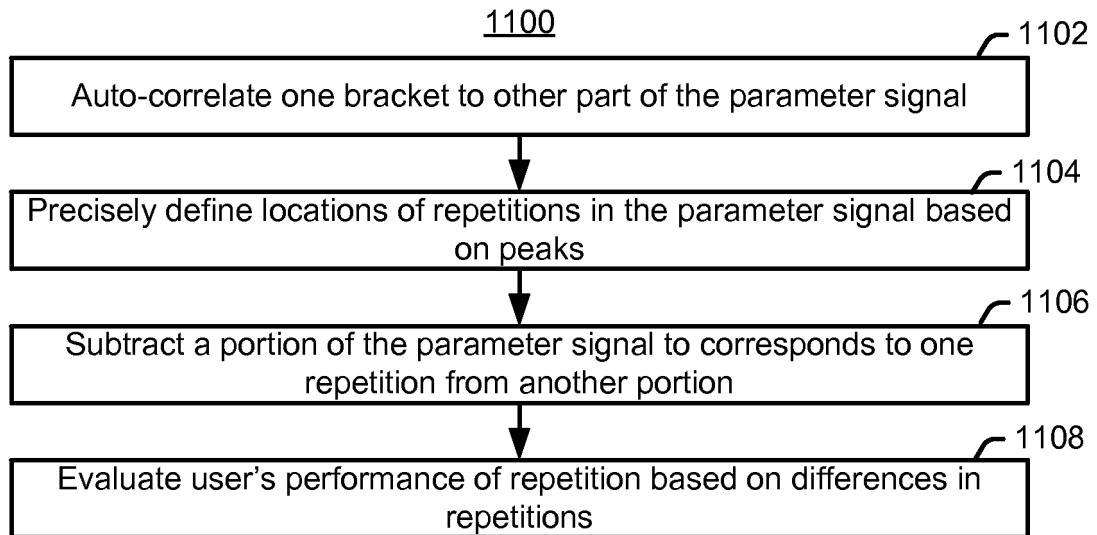 1100
1102
Auto-correlate one bracket to other part of the parameter signal
1104
Precisely define locations of repetitions in the parameter signal based
on peaks
1106
Subtract a portion of the parameter signal to corresponds to one
repetition from another portion
1108
Evaluate user's performance of repetition based on differences in
repetitions